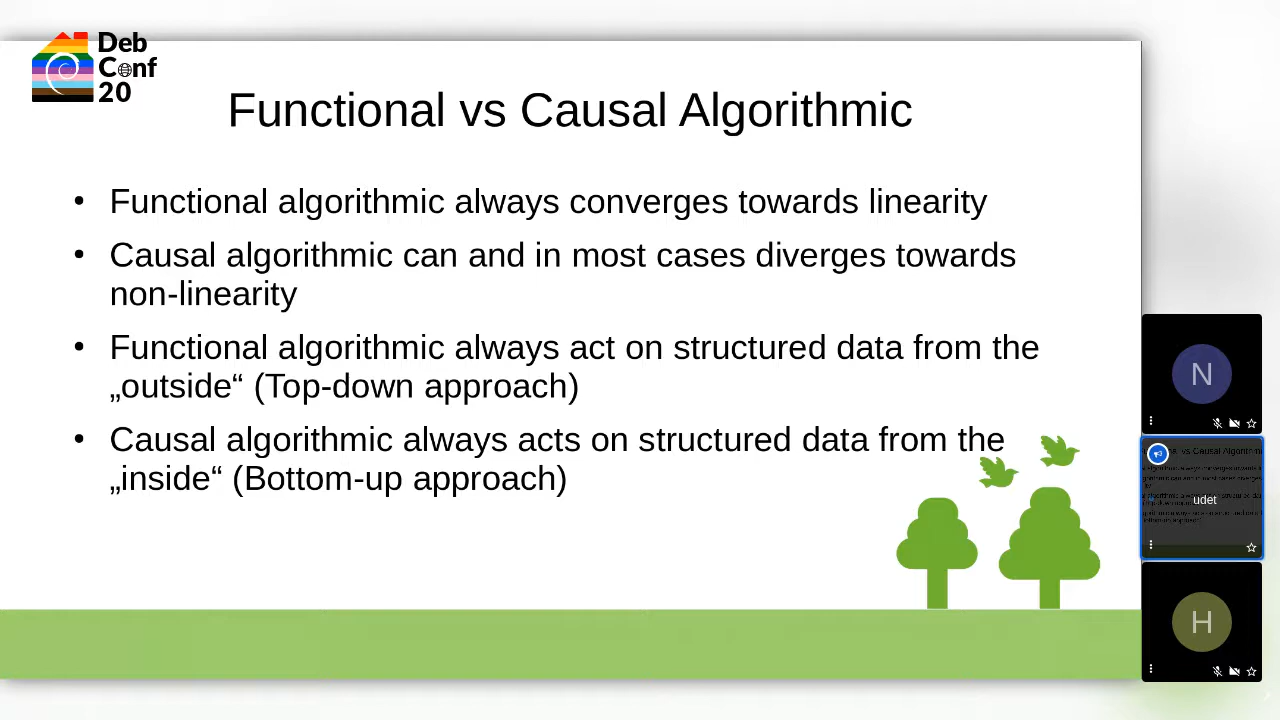 Deb
Conf
20
Functional vs Causal Algorithmic
• Functional algorithmic always converges towards linearity
• Causal algorithmic can and in most cases diverges towards
non-linearity
• Functional algorithmic always act on structured data from the
„outside“ (Top-down approach)
• Causal algorithmic always acts on structured data from the
„inside“ (Bottom-up approach)
N
udet
H